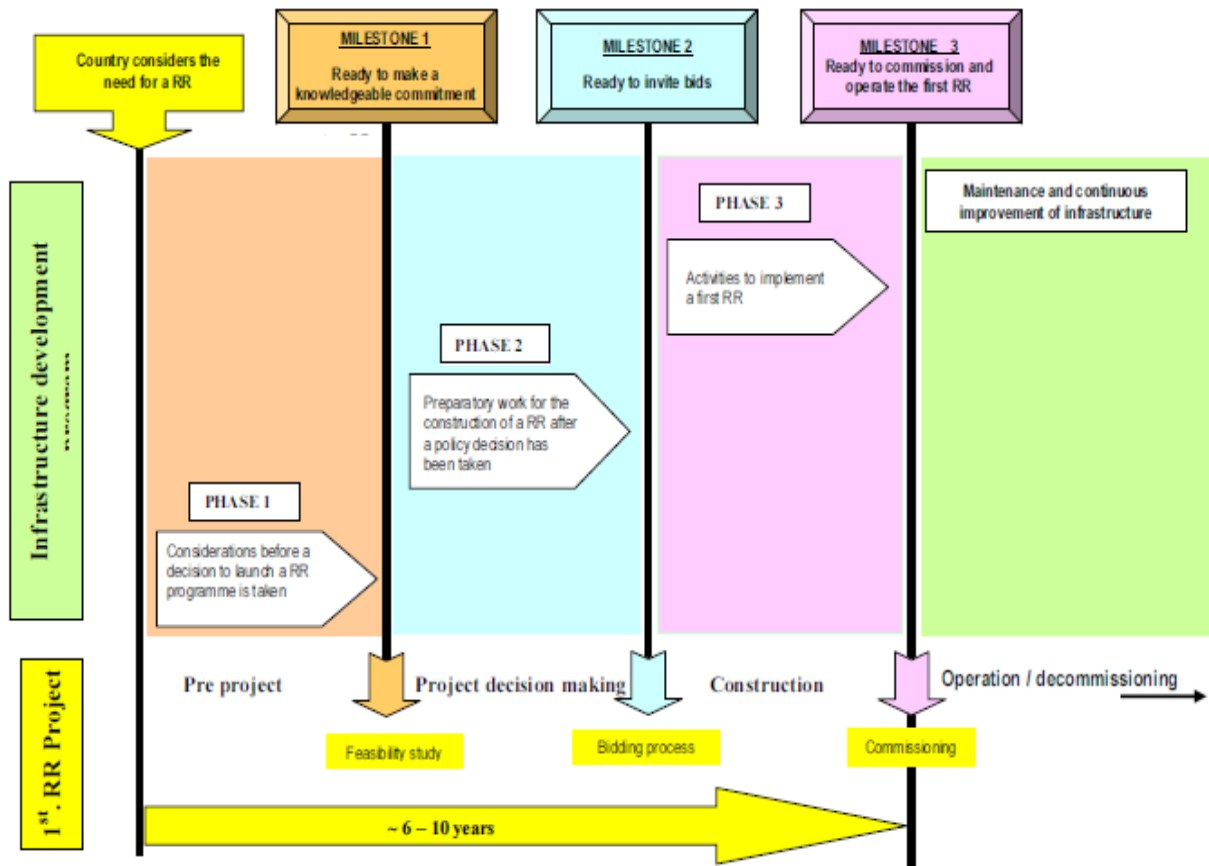 Country considers the
need for a RR
MILESTONE 1
Ready to make a
knowledgeable commitment
MILESTONE 2
Ready to invite bids
MILESTONE 3
Ready to commission and
operate the first RR
Infrastructure development
PHASE 1
Considerations before a
decision to launch a RR
programme is taken
PHASE 2
Preparatory work for the
construction of a RR after
a policy decision has
been taken
PHASE 3
Activities to implement
a first RR
Maintenance and continuous
improvement of infrastructure
1st. RR Project
Pre project
Project decision making
Construction
Operation / decommissioning
Feasibility study
Bidding process
Commissioning
~ 6 – 10 years